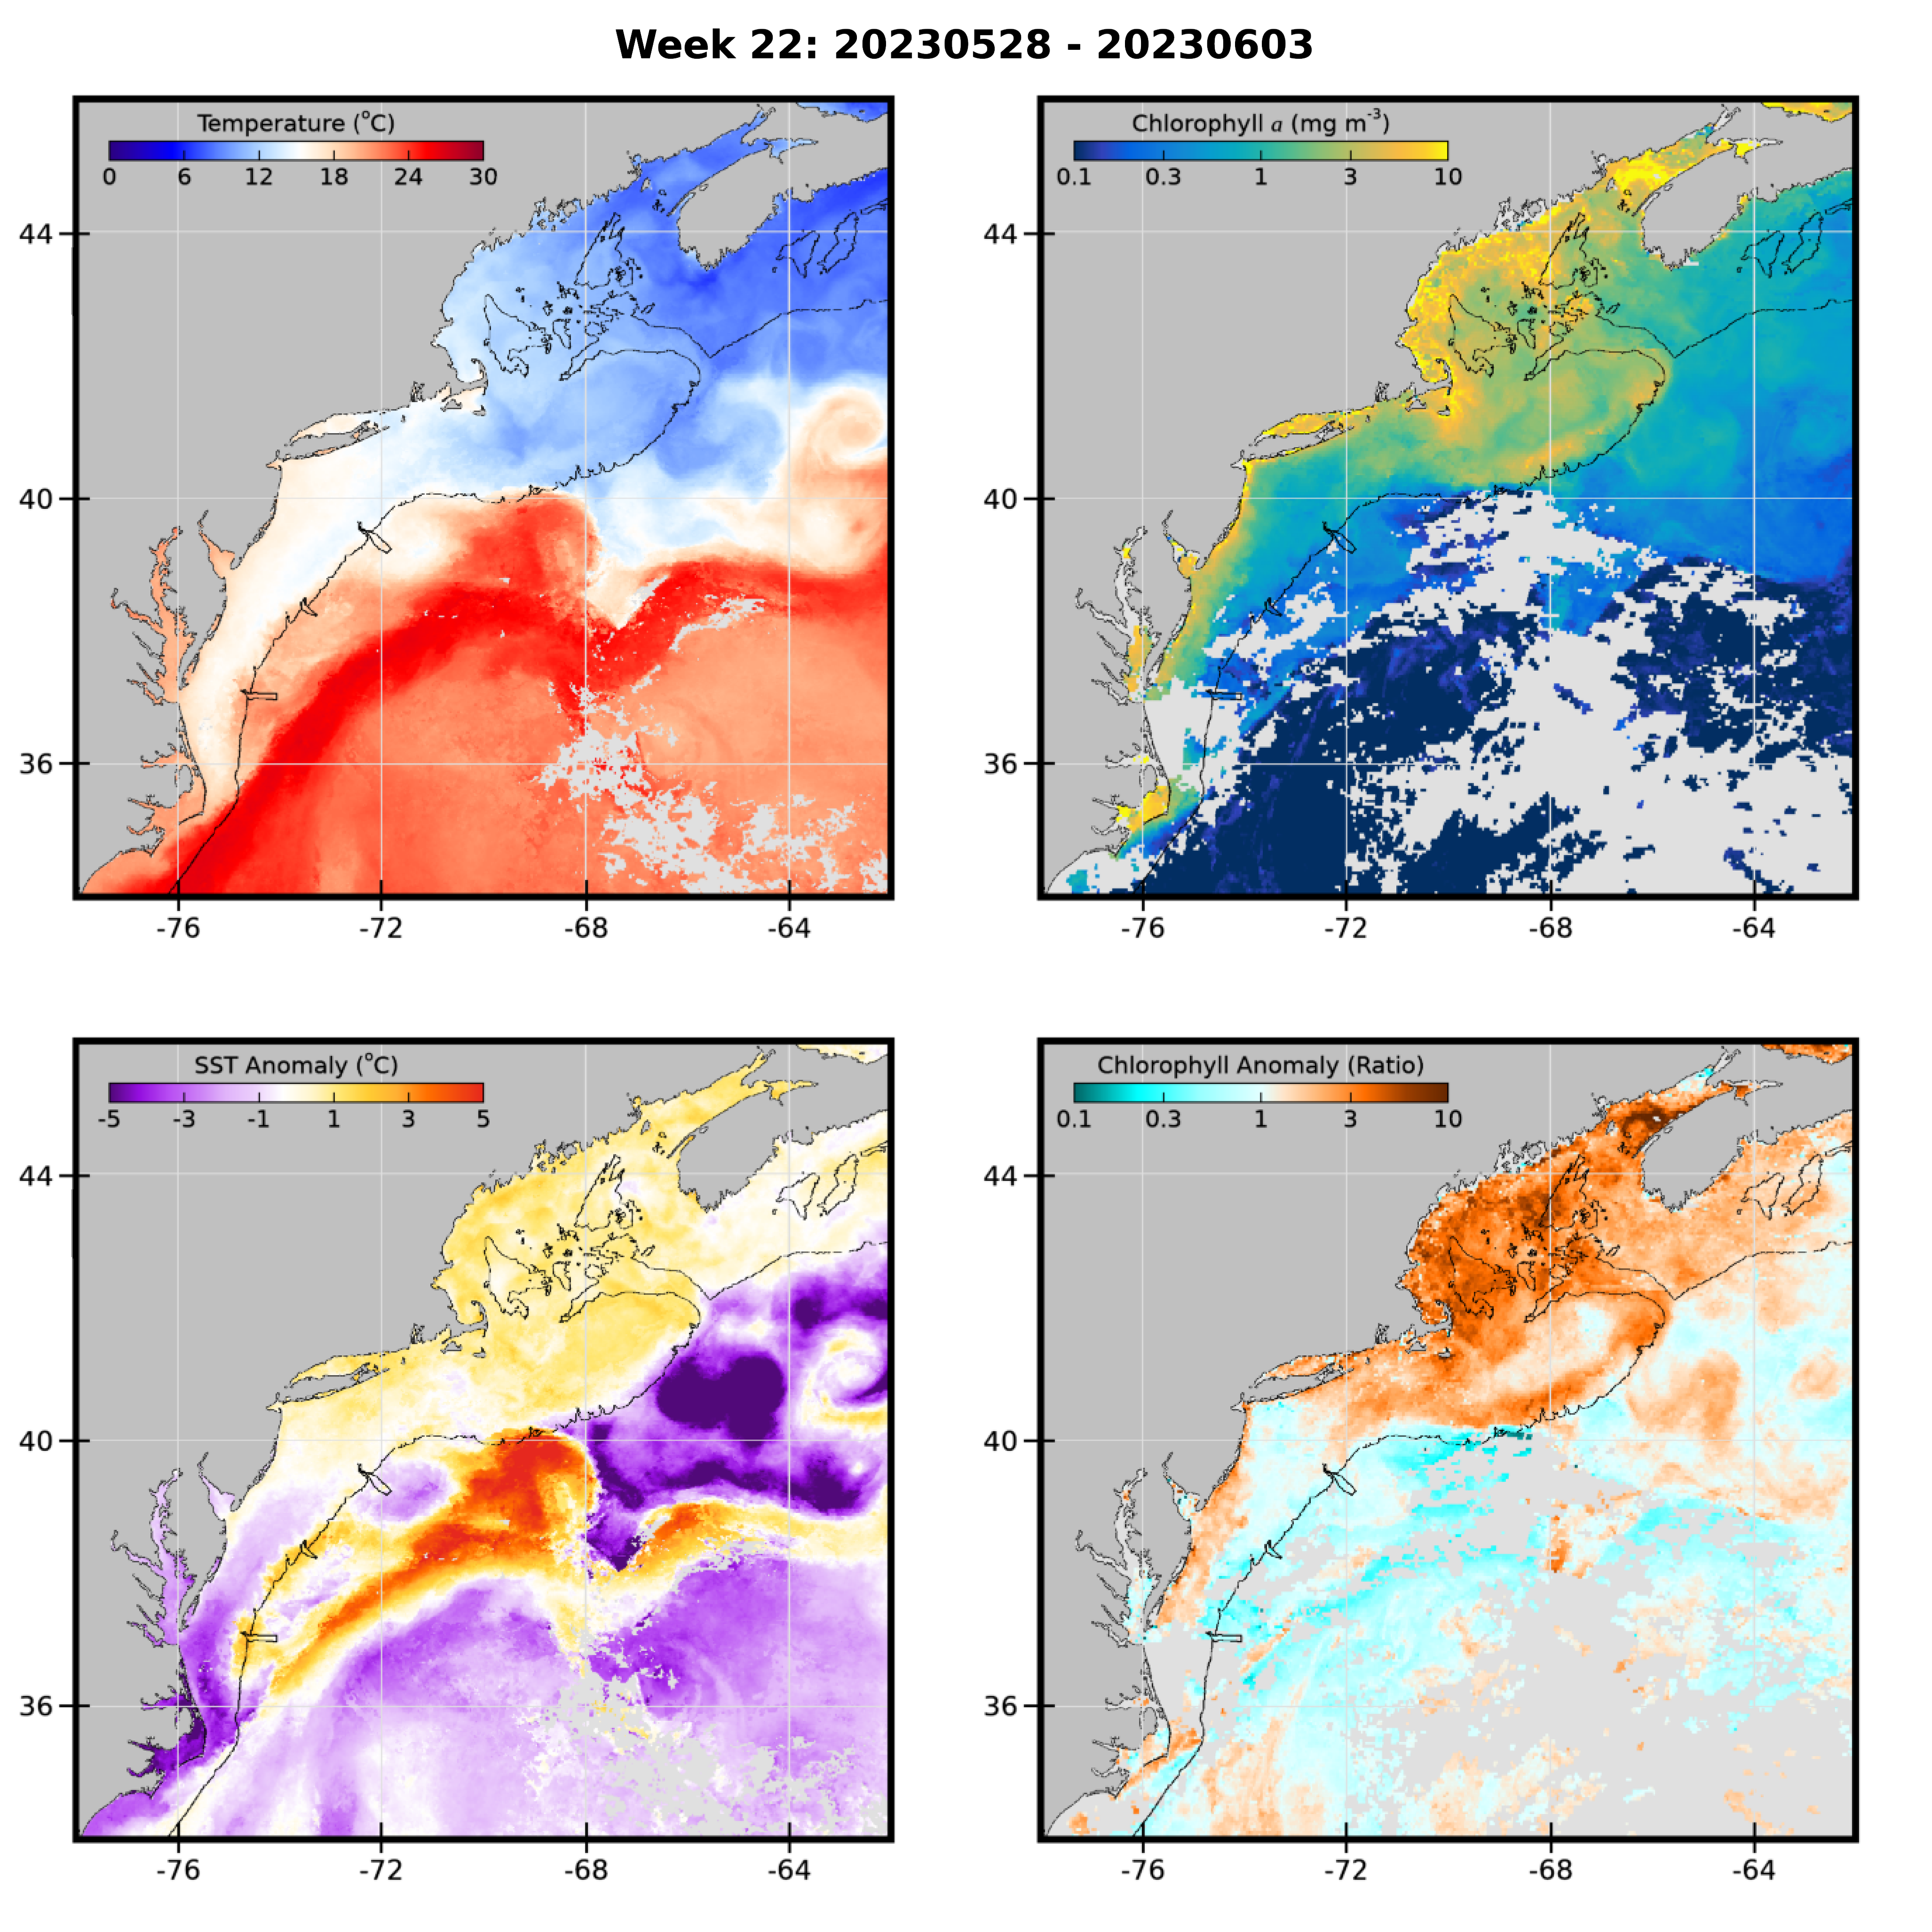 Week 22: 20230528 - 20230603
Temperature (°C)
0 6 12 18 24 30
44
40
36
-76 -72 -68 -64
Chlorophyll a (mg m⁻³)
0.1 0.3 1 3 10
44
40
36
-76 -72 -68 -64
SST Anomaly (°C)
-5 -3 -1 1 3 5
44
40
36
-76 -72 -68 -64
Chlorophyll Anomaly (Ratio)
0.1 0.3 1 3 10
44
40
36
-76 -72 -68 -64